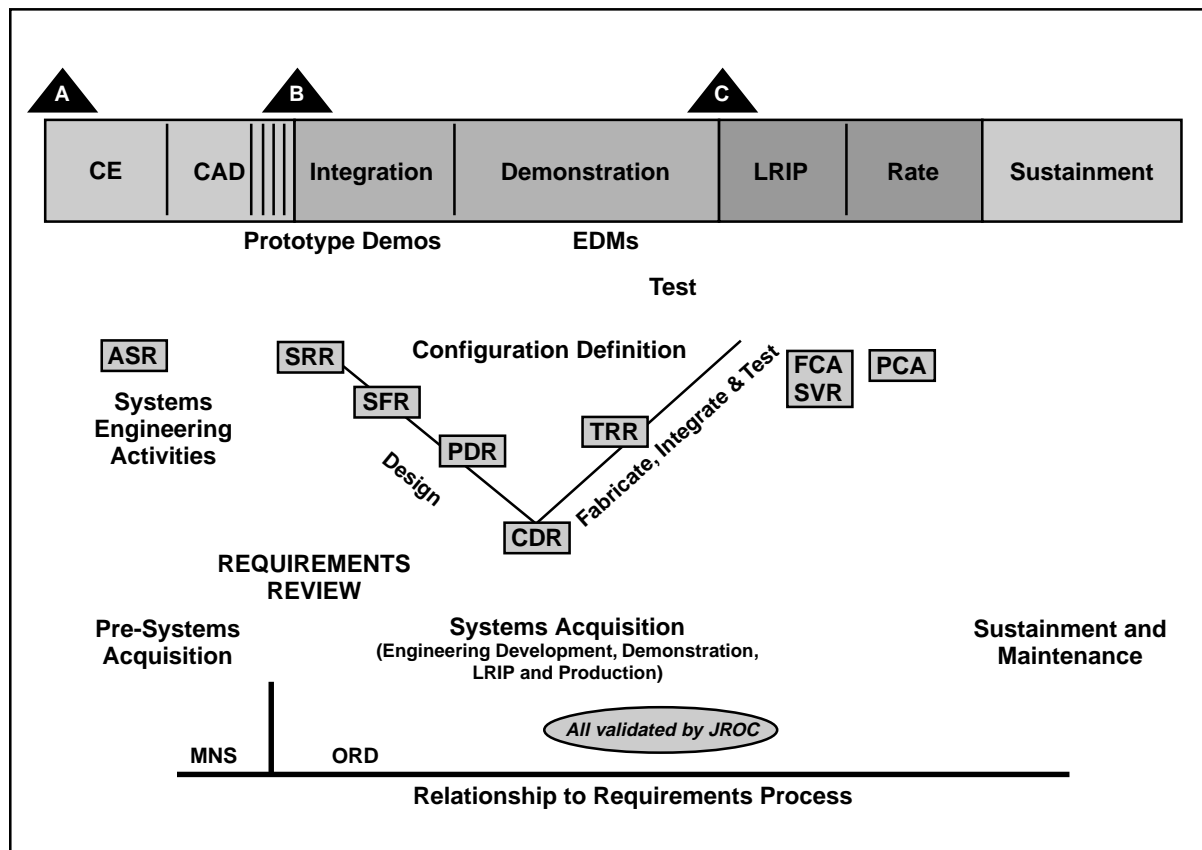 A
B
C
CE
CAD
Integration
Demonstration
LRIP
Rate
Sustainment
Prototype Demos
EDMs
Test
ASR
SRR
Configuration Definition
FCA
SVR
PCA
Systems
Engineering
Activities
SFR
PDR
TRR
Design
Fabricate, Integrate & Test
CDR
REQUIREMENTS
REVIEW
Pre-Systems
Acquisition
Systems Acquisition
(Engineering Development, Demonstration,
LRIP and Production)
Sustainment and
Maintenance
All validated by JROC
MNS
ORD
Relationship to Requirements Process